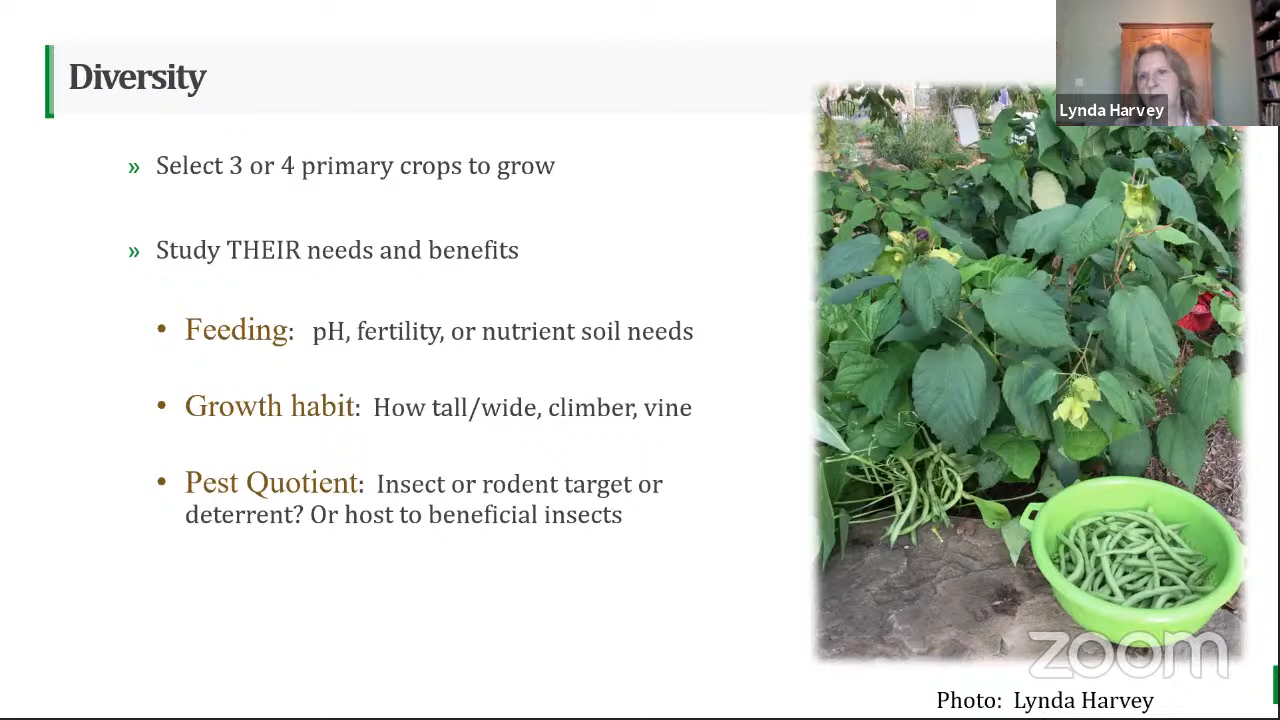 Diversity
Lynda Harvey
» Select 3 or 4 primary crops to grow
» Study THEIR needs and benefits
• Feeding: pH, fertility, or nutrient soil needs
• Growth habit: How tall/wide, climber, vine
• Pest Quotient: Insect or rodent target or
deterrent? Or host to beneficial insects
zoom
Photo: Lynda Harvey